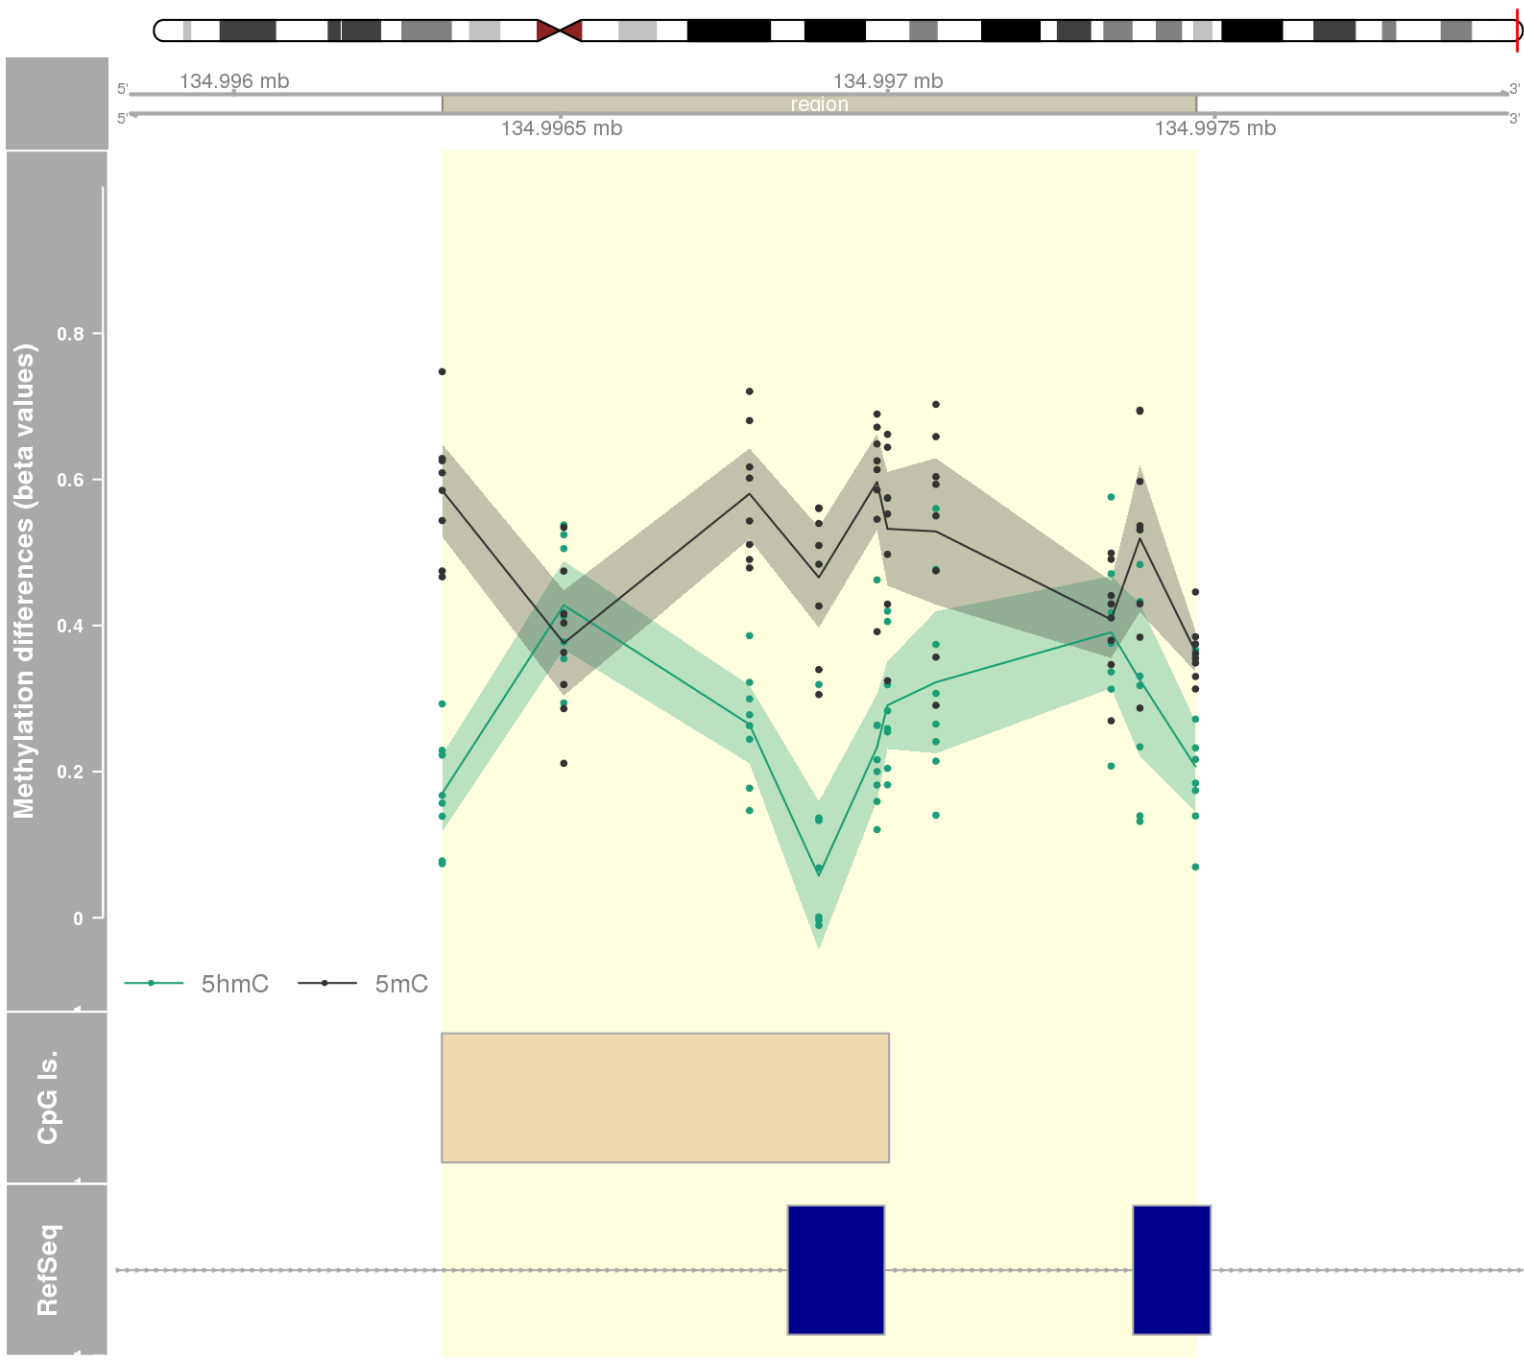 134.996 mb
134.997 mb
5'
3'
region
5'
3'
134.9965 mb
134.9975 mb
Methylation differences (beta values)
0.8
0.6
0.4
0.2
0
5hmC
5mC
CpG Is.
RefSeq